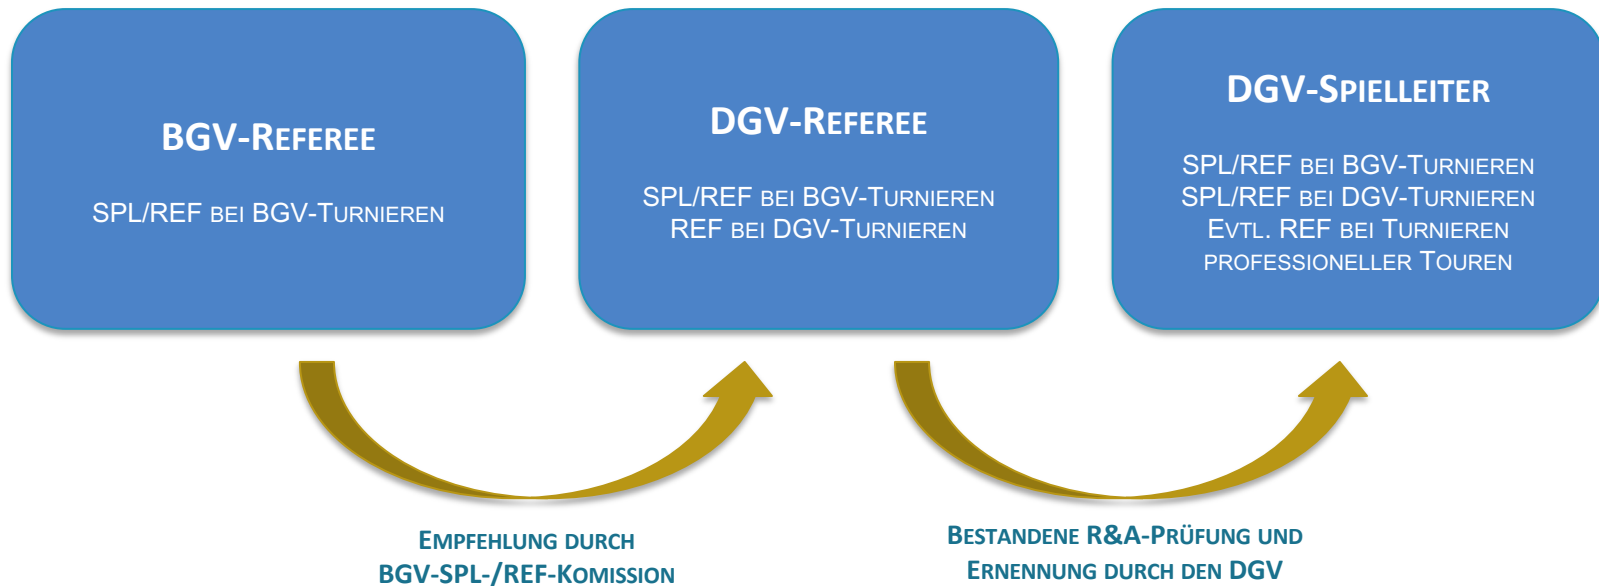 BGV-Referee
SPL/REF bei BGV-Turnieren
DGV-Referee
SPL/REF bei BGV-Turnieren
REF bei DGV-Turnieren
DGV-Spielleiter
SPL/REF bei BGV-Turnieren
SPL/REF bei DGV-Turnieren
Evtl. REF bei Turnieren
professioneller Touren
Empfehlung durch
BGV-SPL-/REF-Komission
Bestandene R&A-Prüfung und
Ernennung durch den DGV